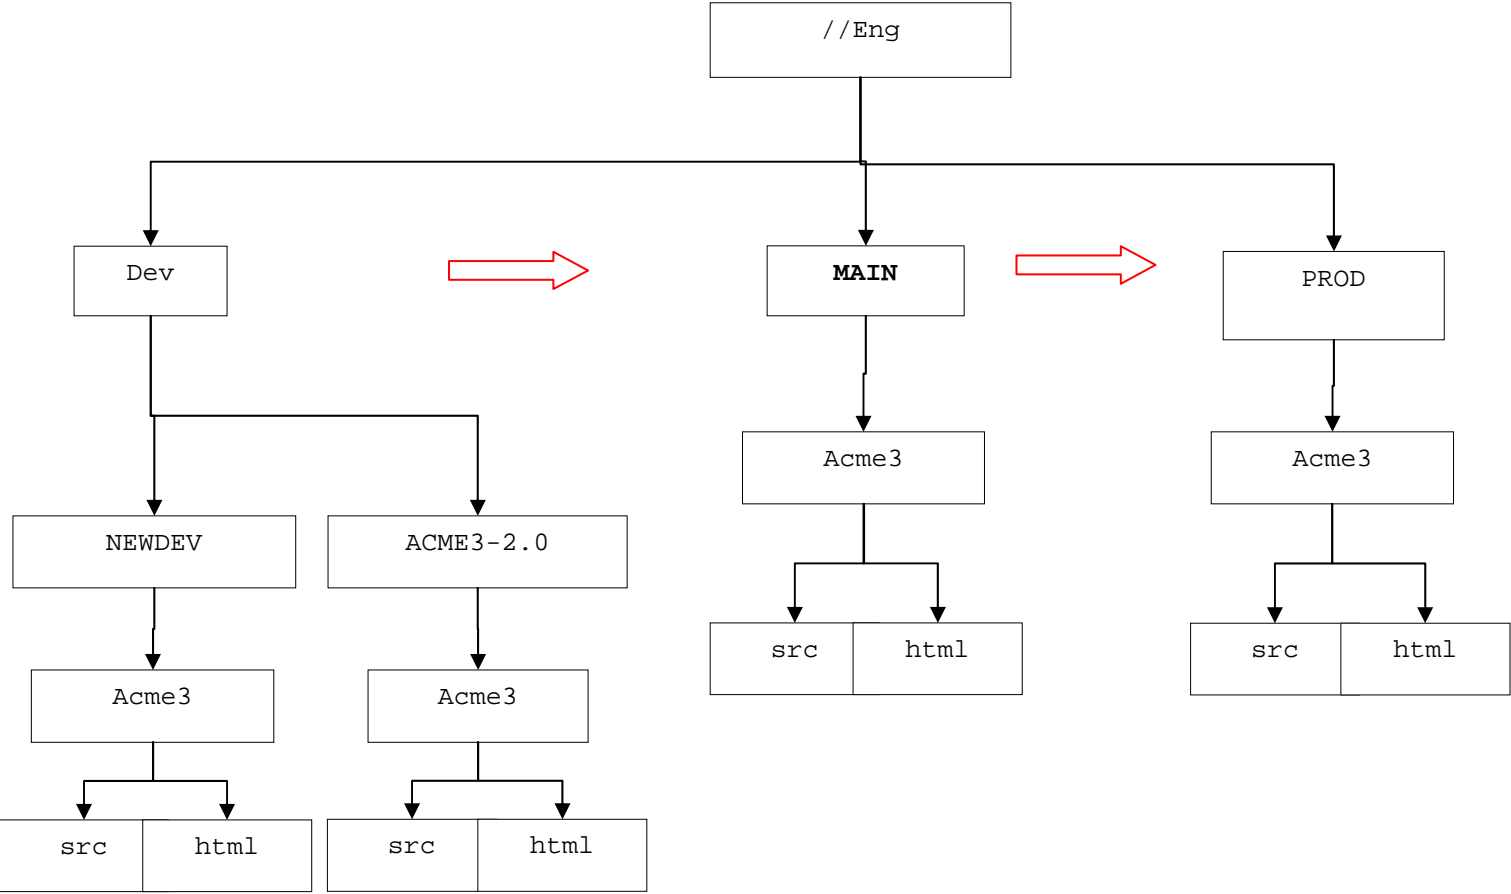 //Eng
Dev
MAIN
PROD
Acme3
Acme3
NEWDEV
ACME3-2.0
src
html
src
html
Acme3
Acme3
src
html
src
html